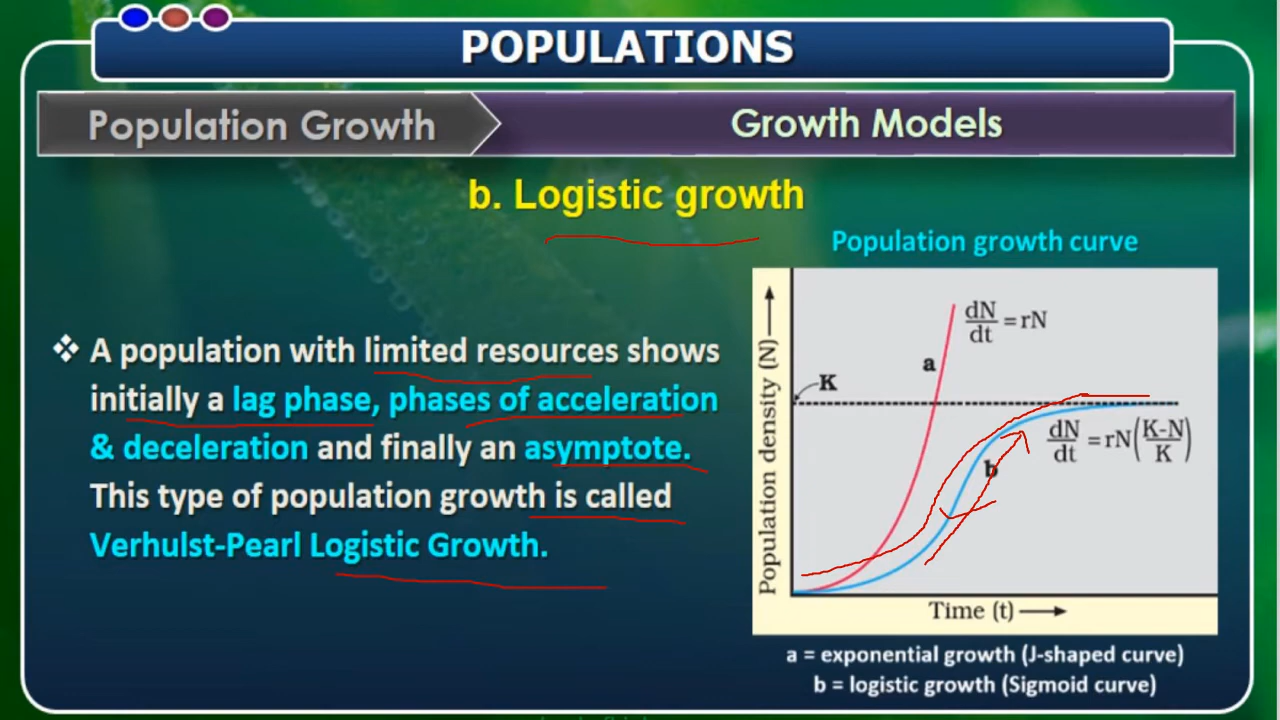 POPULATIONS
Population Growth
Growth Models
b. Logistic growth
❖ A population with limited resources shows
initially a lag phase, phases of acceleration
& deceleration and finally an asymptote.
This type of population growth is called
Verhulst-Pearl Logistic Growth.
Population growth curve
Population density (N)
K
a
dN/dt = rN
b
dN/dt = rN(K-N/K)
Time (t)
a = exponential growth (J-shaped curve)
b = logistic growth (Sigmoid curve)